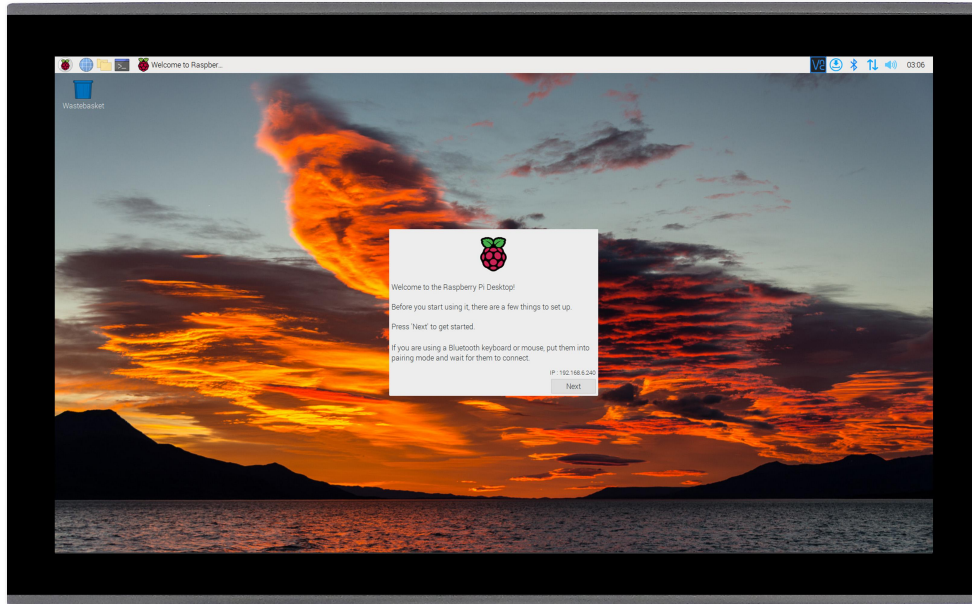 Welcome to Raspber...
V2
03:06
Wastebasket
Welcome to the Raspberry Pi Desktop!
Before you start using it, there are a few things to set up.
Press 'Next' to get started.
If you are using a Bluetooth keyboard or mouse, put them into
pairing mode and wait for them to connect.
IP : 192.168.6.240
Next